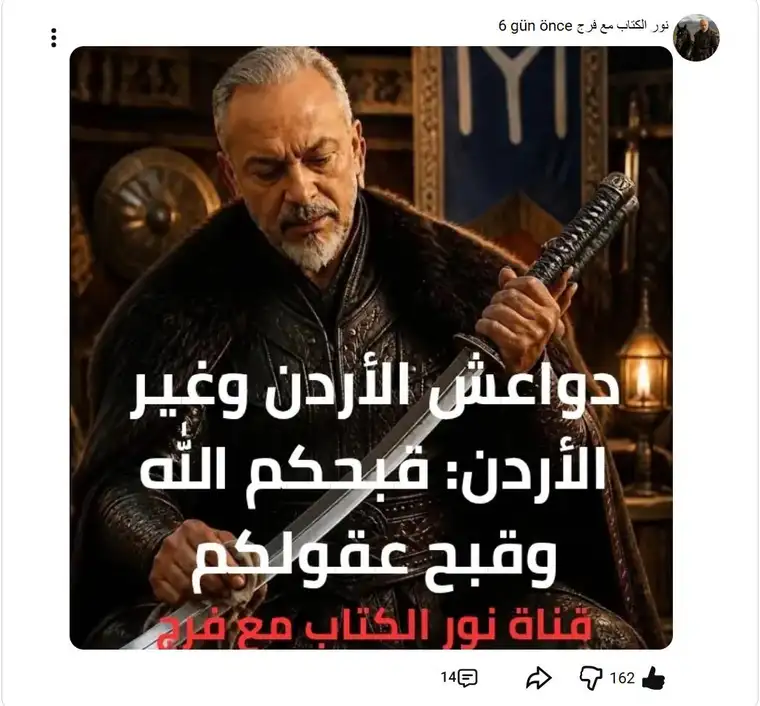 نور الكتاب مع فرج 6 gün önce
دواعش الأردن وغير
الأردن: قبحكم الله
وقبح عقولكم
قناة نور الكتاب مع فرج
162
14